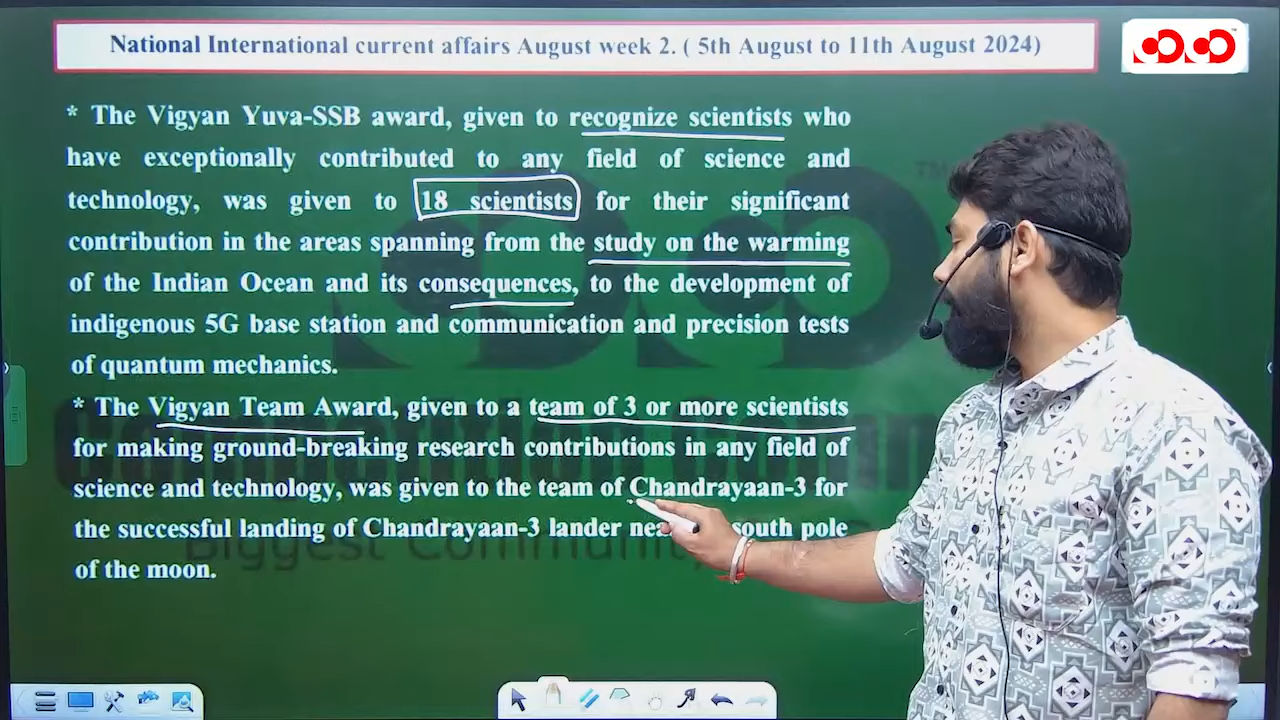 National International current affairs August week 2. ( 5th August to 11th August 2024)
TM
* The Vigyan Yuva-SSB award, given to recognize scientists who
have exceptionally contributed to any field of science and
technology, was given to 18 scientists for their significant
contribution in the areas spanning from the study on the warming
of the Indian Ocean and its consequences, to the development of
indigenous 5G base station and communication and precision tests
of quantum mechanics.
* The Vigyan Team Award, given to a team of 3 or more scientists
for making ground-breaking research contributions in any field of
science and technology, was given to the team of Chandrayaan-3 for
the successful landing of Chandrayaan-3 lander south pole
of the moon.
Biggest Community